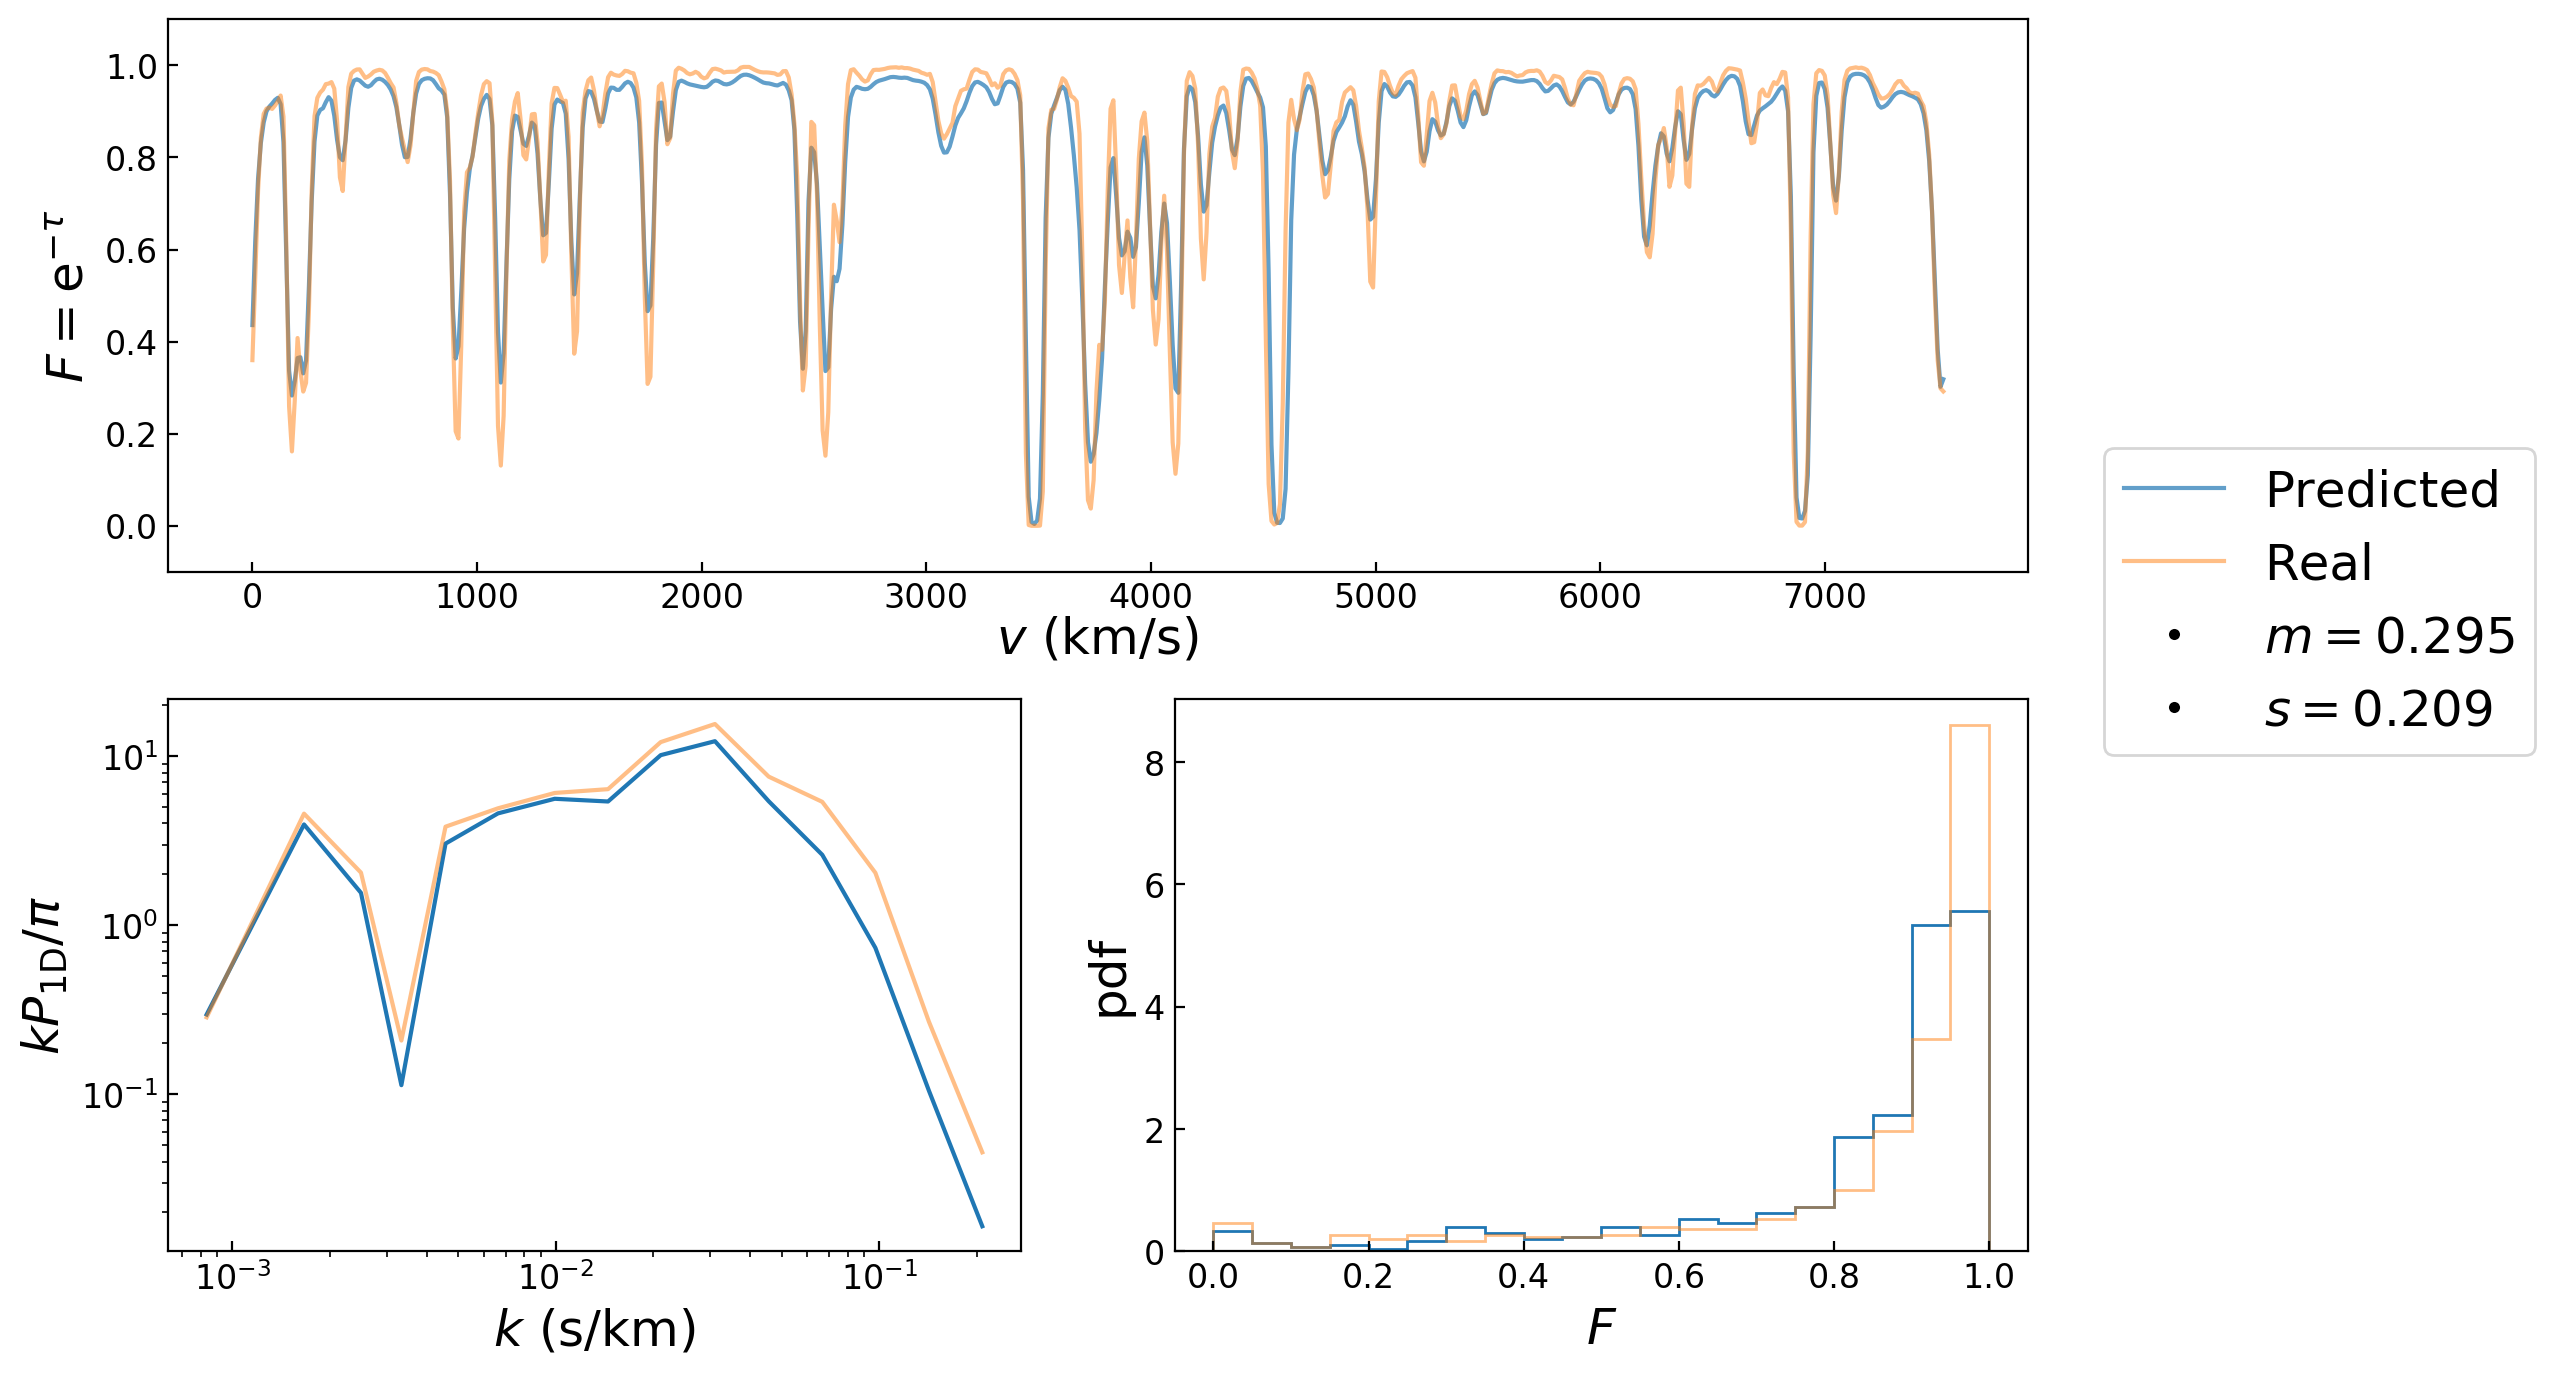 F = e^{-τ}
1.0
0.8
0.6
0.4
0.2
0.0
0 1000 2000 3000 4000 5000 6000 7000
v (km/s)
Predicted
Real
m = 0.295
s = 0.209
kP_{1D}/π
10^1
10^0
10^{-1}
10^{-3} 10^{-2} 10^{-1}
k (s/km)
pdf
8
6
4
2
0
0.0 0.2 0.4 0.6 0.8 1.0
F